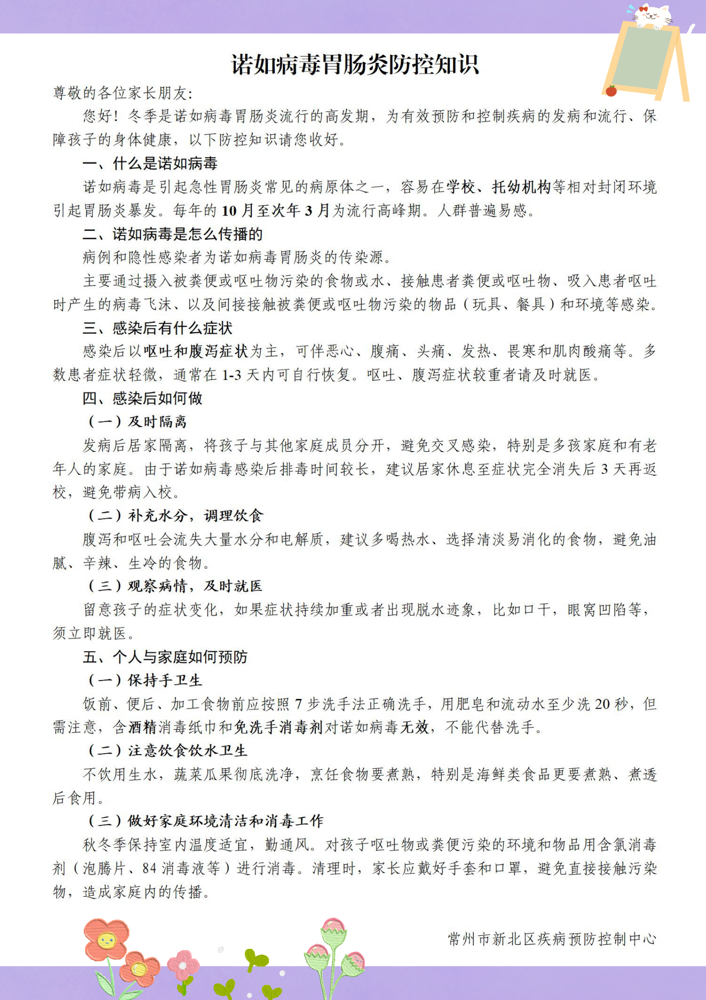 诺如病毒胃肠炎防控知识
尊敬的各位家长朋友：
您好！冬季是诺如病毒胃肠炎流行的高发期，为有效预防和控制疾病的发病和流行、保
障孩子的身体健康，以下防控知识请您收好。
一、什么是诺如病毒
诺如病毒是引起急性胃肠炎常见的病原体之一，容易在学校、托幼机构等相对封闭环境
引起胃肠炎暴发。每年的 10 月至次年 3 月为流行高峰期。人群普遍易感。
二、诺如病毒是怎么传播的
病例和隐性感染者为诺如病毒胃肠炎的传染源。
主要通过摄入被粪便或呕吐物污染的食物或水、接触患者粪便或呕吐物、吸入患者呕吐
时产生的病毒飞沫、以及间接接触被粪便或呕吐物污染的物品（玩具、餐具）和环境等感染。
三、感染后有什么症状
感染后以呕吐和腹泻症状为主，可伴恶心、腹痛、头痛、发热、畏寒和肌肉酸痛等。多
数患者症状轻微，通常在 1-3 天内可自行恢复。呕吐、腹泻症状较重者请及时就医。
四、感染后如何做
（一）及时隔离
发病后居家隔离，将孩子与其他家庭成员分开，避免交叉感染，特别是多孩家庭和有老
年人的家庭。由于诺如病毒感染后排毒时间较长，建议居家休息至症状完全消失后 3 天再返
校，避免带病入校。
（二）补充水分，调理饮食
腹泻和呕吐会流失大量水分和电解质，建议多喝热水、选择清淡易消化的食物，避免油
腻、辛辣、生冷的食物。
（三）观察病情，及时就医
留意孩子的症状变化，如果症状持续加重或者出现脱水迹象，比如口干，眼窝凹陷等，
须立即就医。
五、个人与家庭如何预防
（一）保持手卫生
饭前、便后、加工食物前应按照 7 步洗手法正确洗手，用肥皂和流动水至少洗 20 秒，但
需注意，含酒精消毒纸巾和免洗手消毒剂对诺如病毒无效，不能代替洗手。
（二）注意饮食饮水卫生
不饮用生水，蔬菜瓜果彻底洗净，烹饪食物要煮熟，特别是海鲜类食品更要煮熟、煮透
后食用。
（三）做好家庭环境清洁和消毒工作
秋冬季保持室内温度适宜，勤通风。对孩子呕吐物或粪便污染的环境和物品用含氯消毒
剂（泡腾片、84 消毒液等）进行消毒。清理时，家长应戴好手套和口罩，避免直接接触污染
物，造成家庭内的传播。
常州市新北区疾病预防控制中心